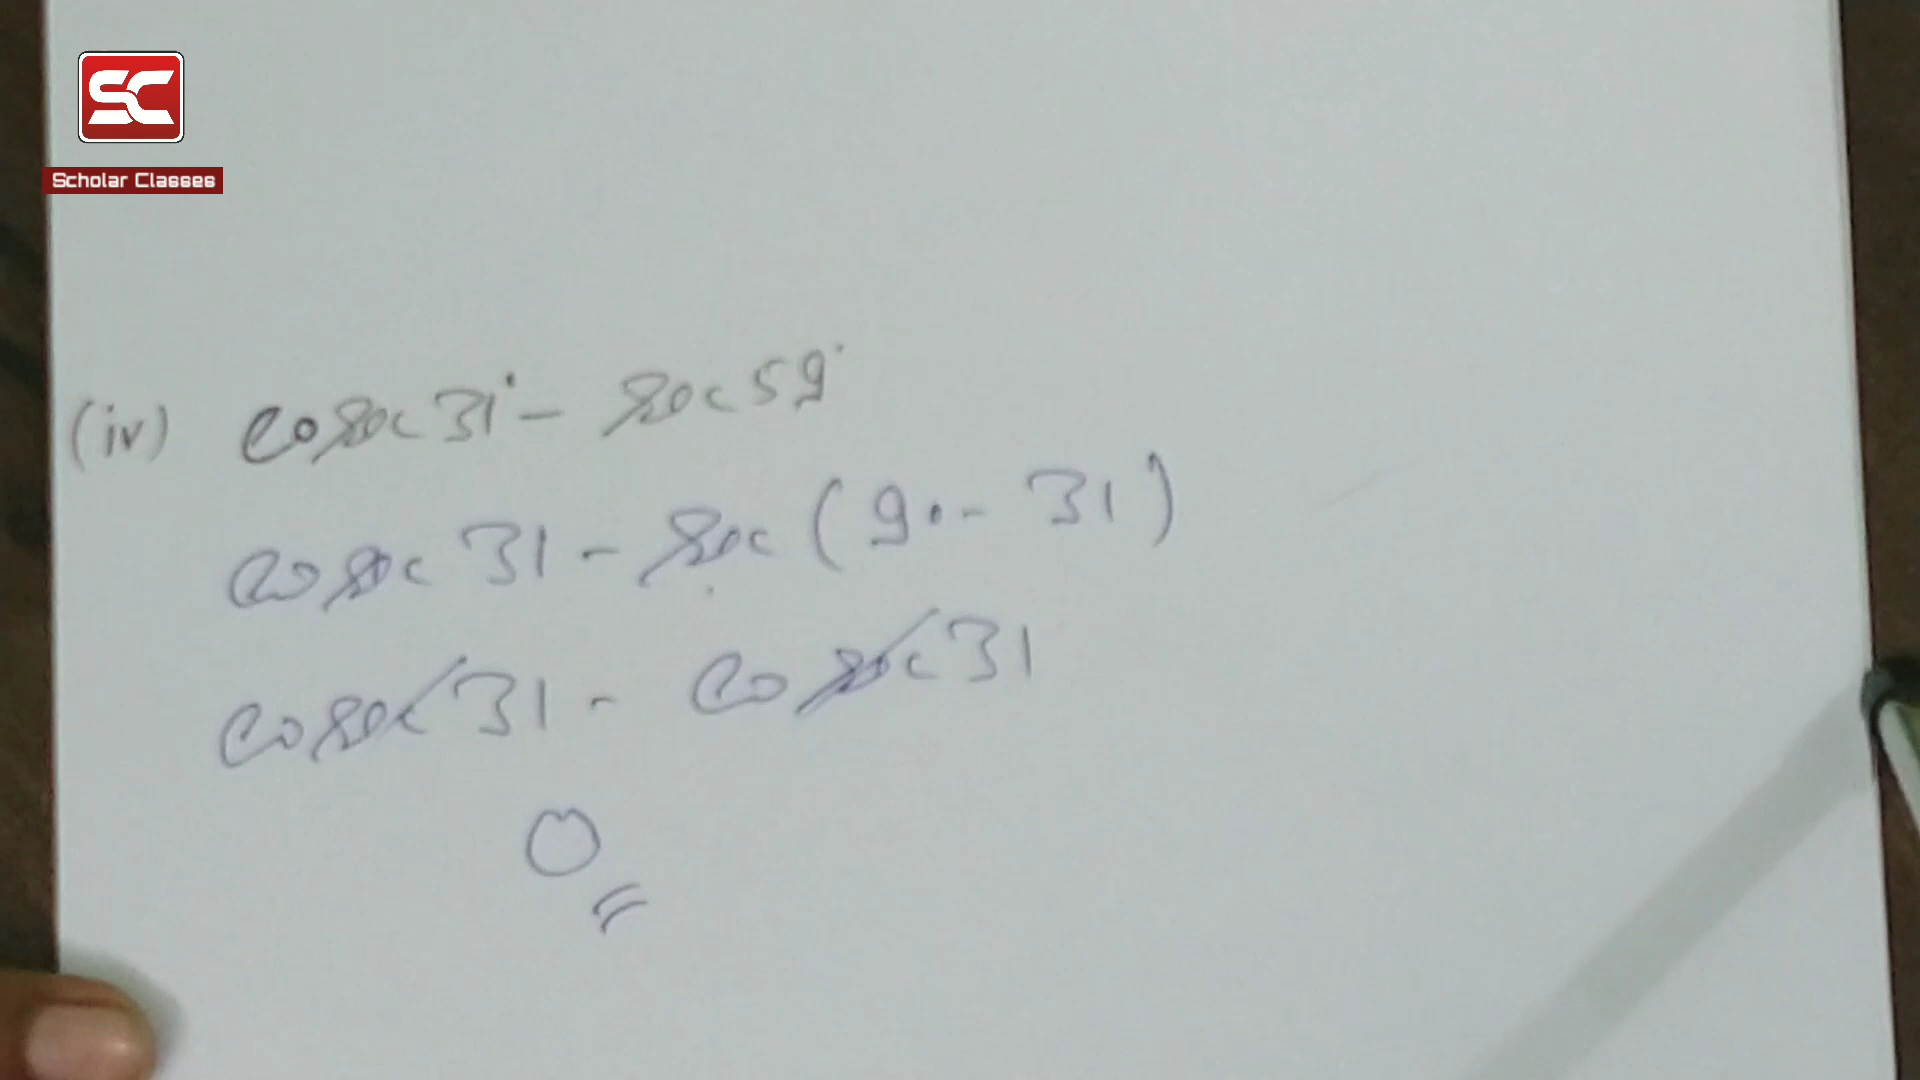 SC
Scholar Classes
(iv) cosec 31° - sec 59°
cosec 31 - sec (90 - 31)
cosec 31 - cosec 31
0